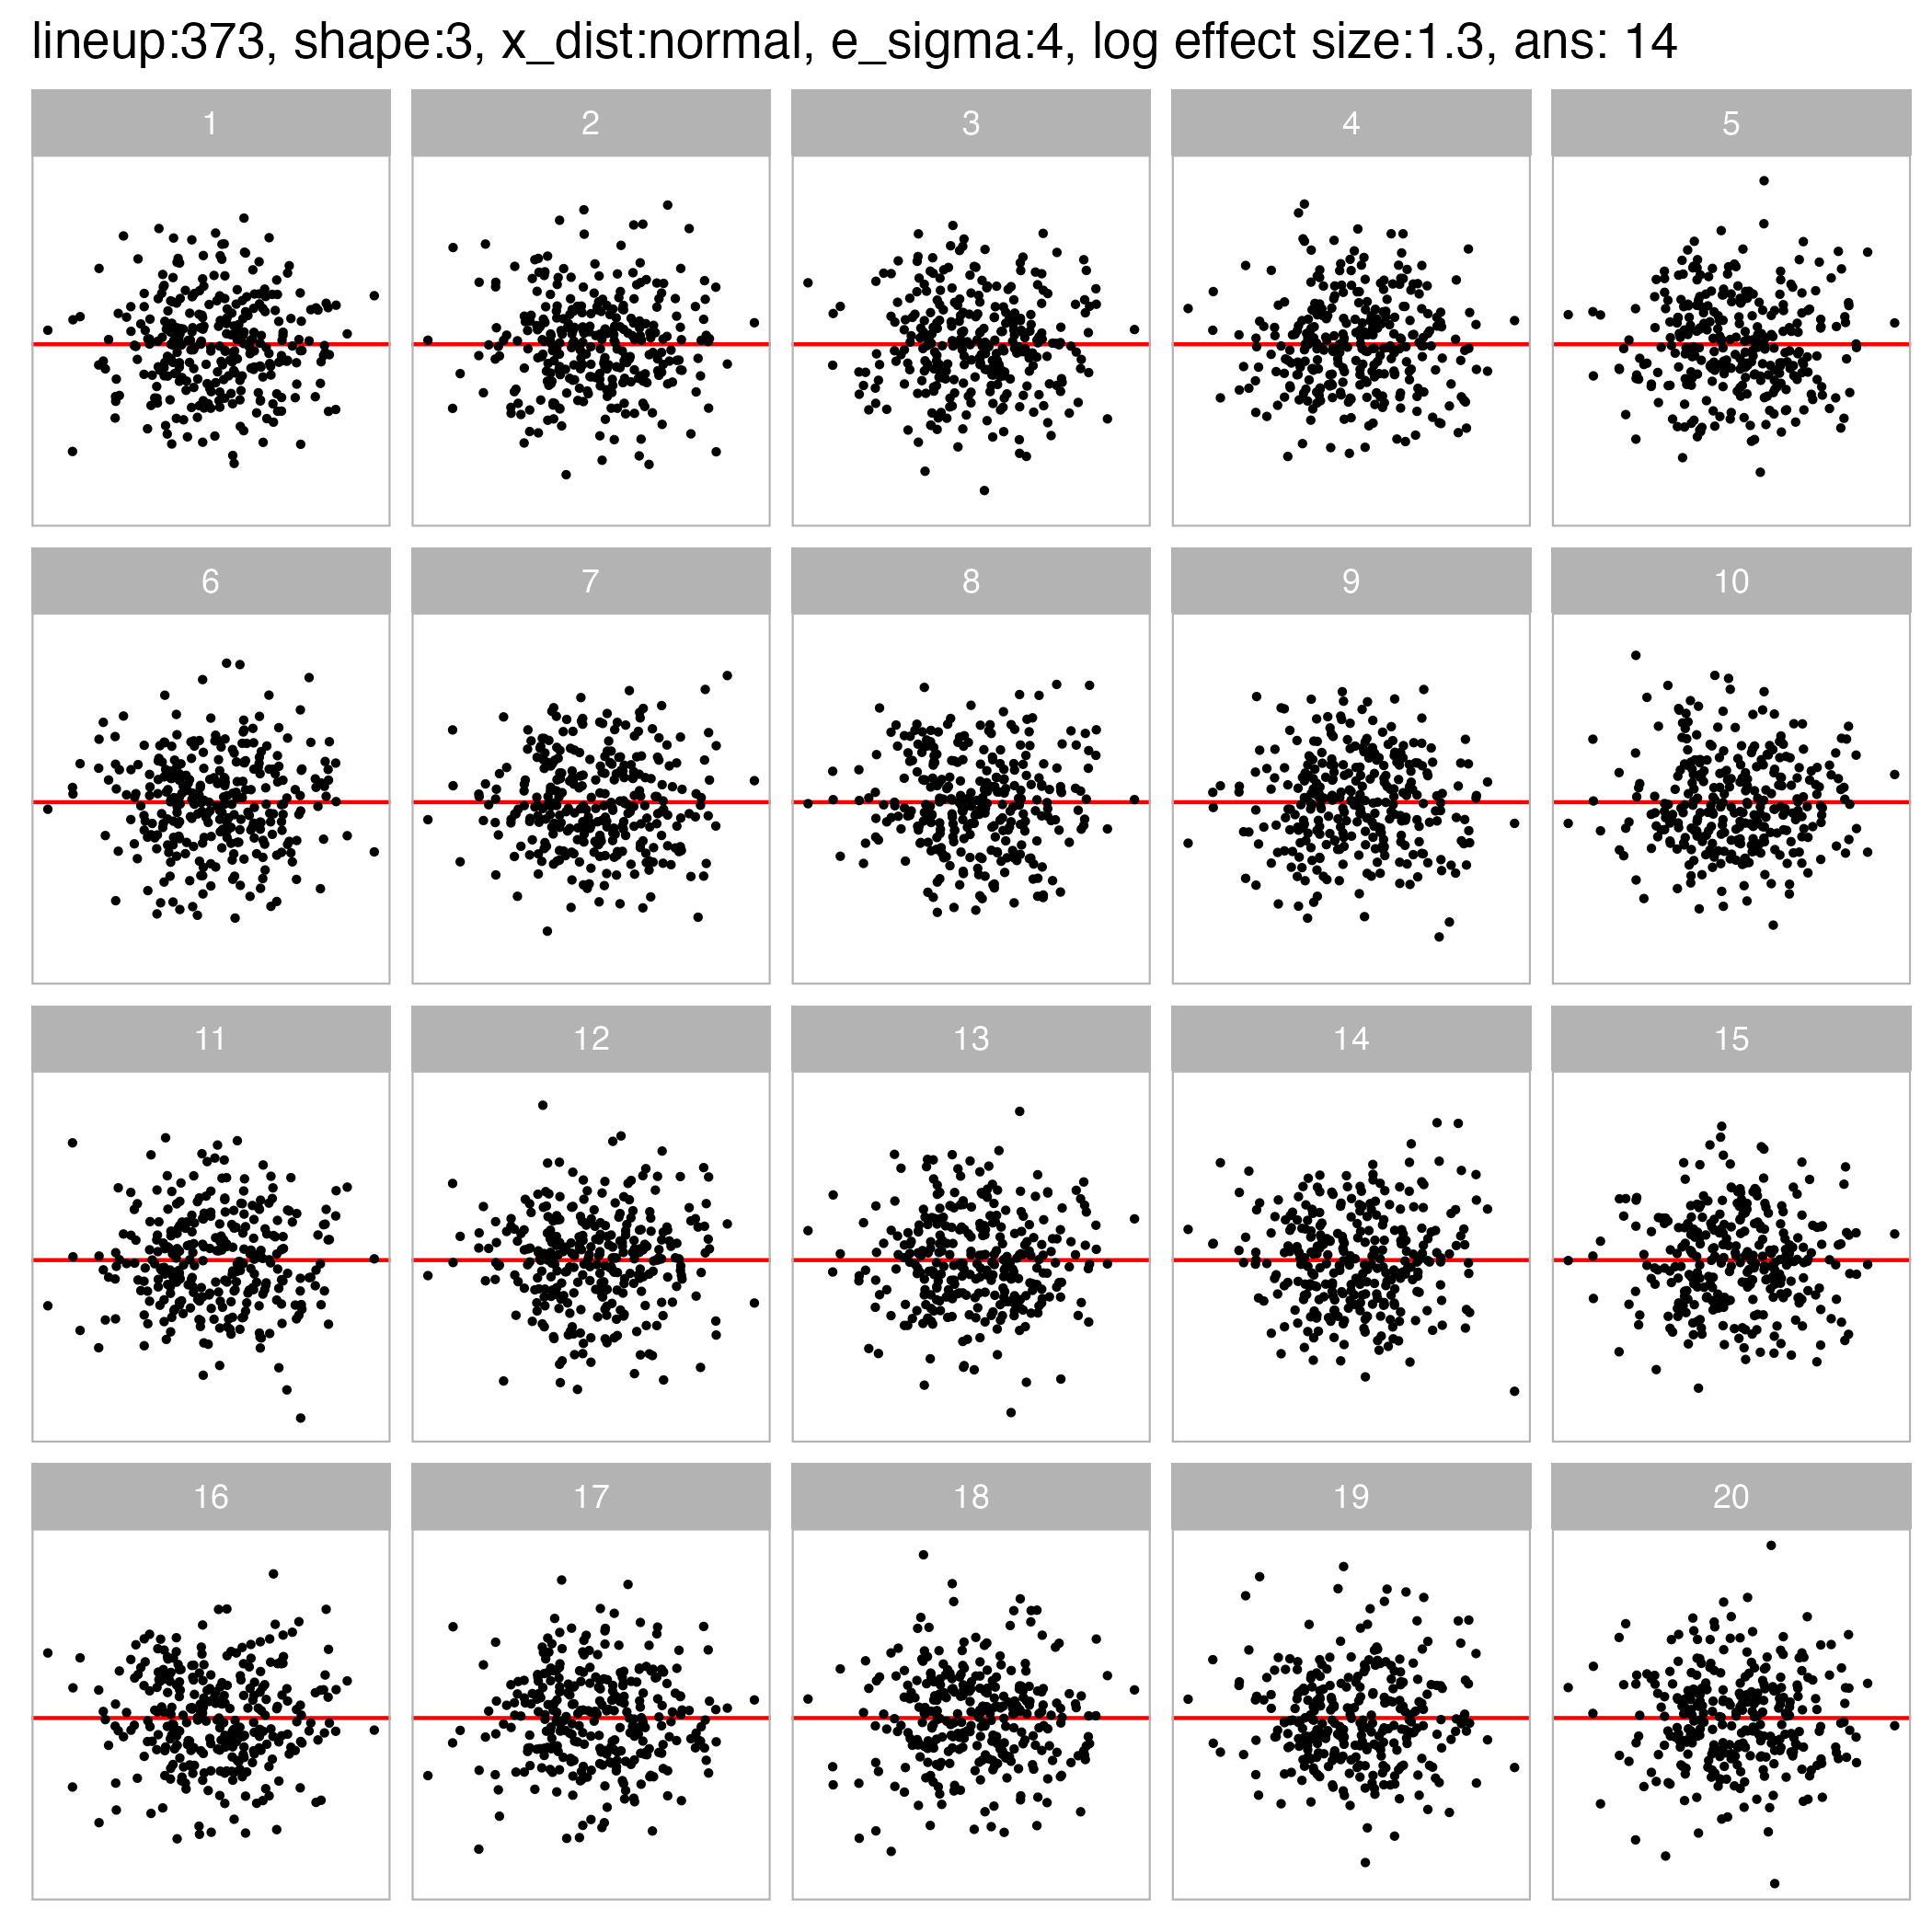 lineup:373, shape:3, x_dist:normal, e_sigma:4, log effect size:1.3, ans: 14
1 2 3 4 5
6 7 8 9 10
11 12 13 14 15
16 17 18 19 20